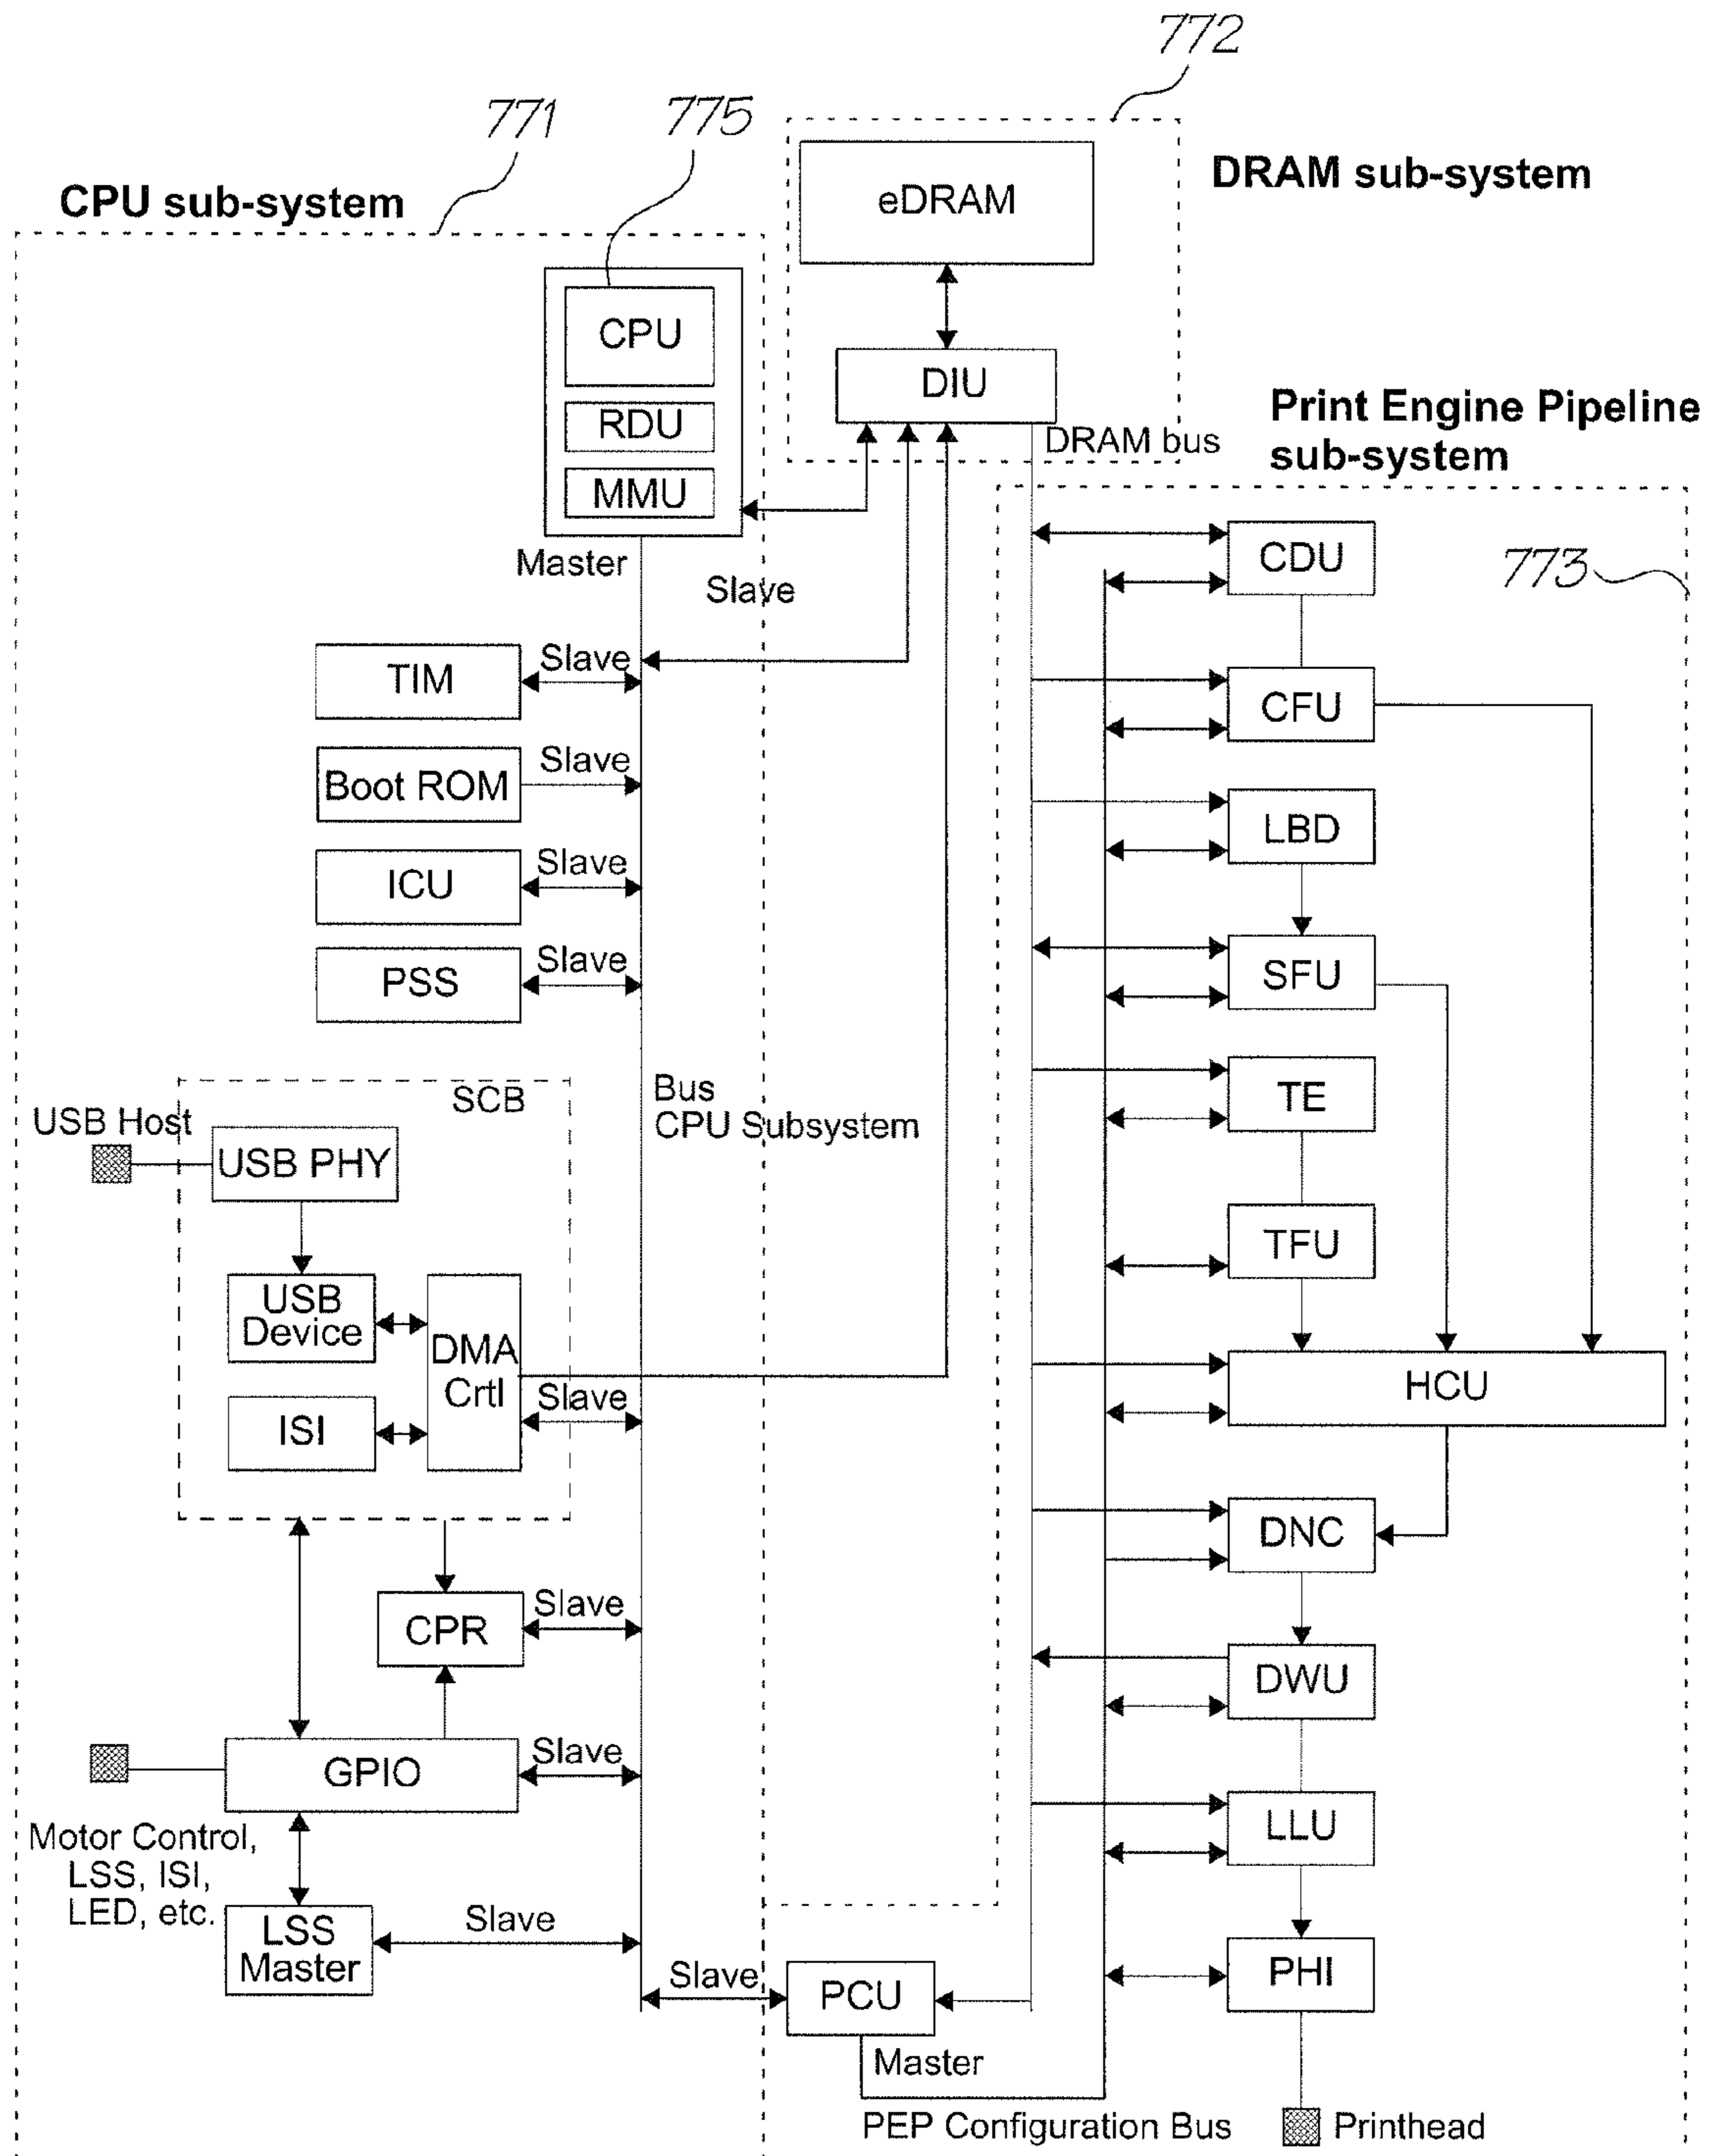 772
771
775
CPU sub-system
DRAM sub-system
eDRAM
CPU
RDU
MMU
DIU
DRAM bus
Print Engine Pipeline
sub-system
773
Master
Slave
TIM
Slave
Boot ROM
Slave
ICU
Slave
PSS
Slave
Bus
CPU Subsystem
SCB
USB Host
USB PHY
USB
Device
DMA
Crtl
ISI
Slave
CPR
Slave
GPIO
Slave
Motor Control,
LSS, ISI,
LED, etc.
LSS
Master
Slave
Slave
PCU
Master
PEP Configuration Bus
CDU
CFU
LBD
SFU
TE
TFU
HCU
DNC
DWU
LLU
PHI
Printhead